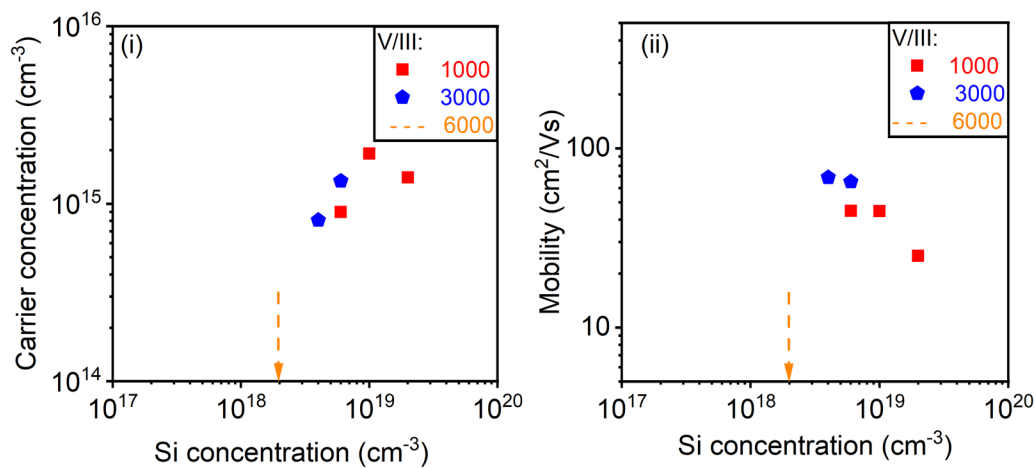 (i)
V/III:
1000
3000
6000
10^16
10^15
10^14
Carrier concentration (cm^-3)
10^17
10^18
10^19
10^20
Si concentration (cm^-3)
(ii)
V/III:
1000
3000
6000
100
10
Mobility (cm^2/Vs)
10^17
10^18
10^19
10^20
Si concentration (cm^-3)